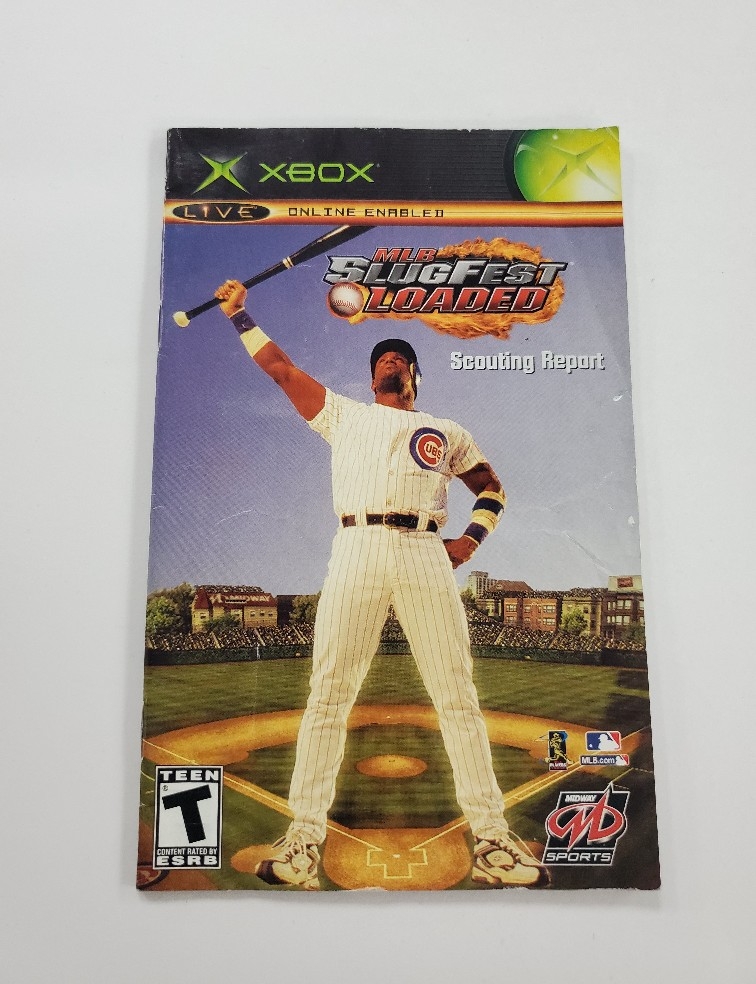 XBOX
LIVE ONLINE ENABLED
MLB
SLUGFEST
LOADED
Scouting Report
CUBS
MIDWAY
MLB.com
TEEN
T
CONTENT RATED BY
ESRB
MIDWAY
SPORTS